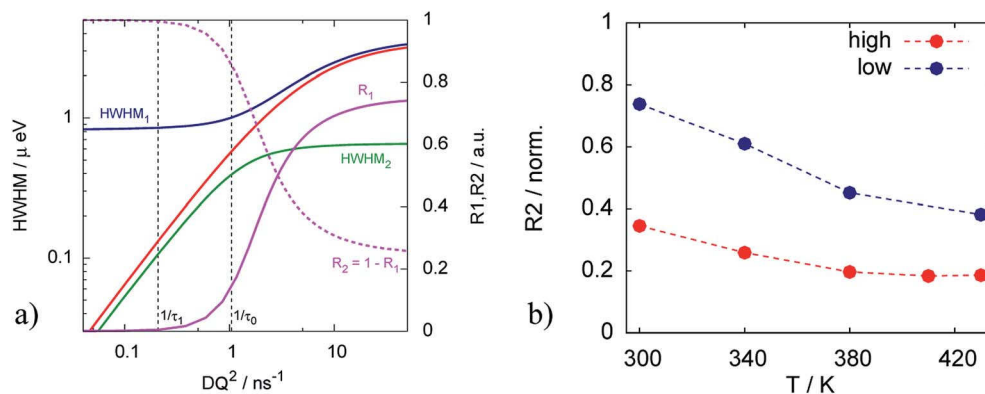 a)
HWHM / μ eV
1
0.1
HWHM₁
HWHM₂
R₁
R₂ = 1 - R₁
1/τ₁
1/τ₀
0.1
1
10
DQ² / ns⁻¹
1
0.8
0.6
0.4
0.2
0
R1,R2 / a.u.
b)
R2 / norm.
1
0.8
0.6
0.4
0.2
0
high
low
300
340
380
420
T / K